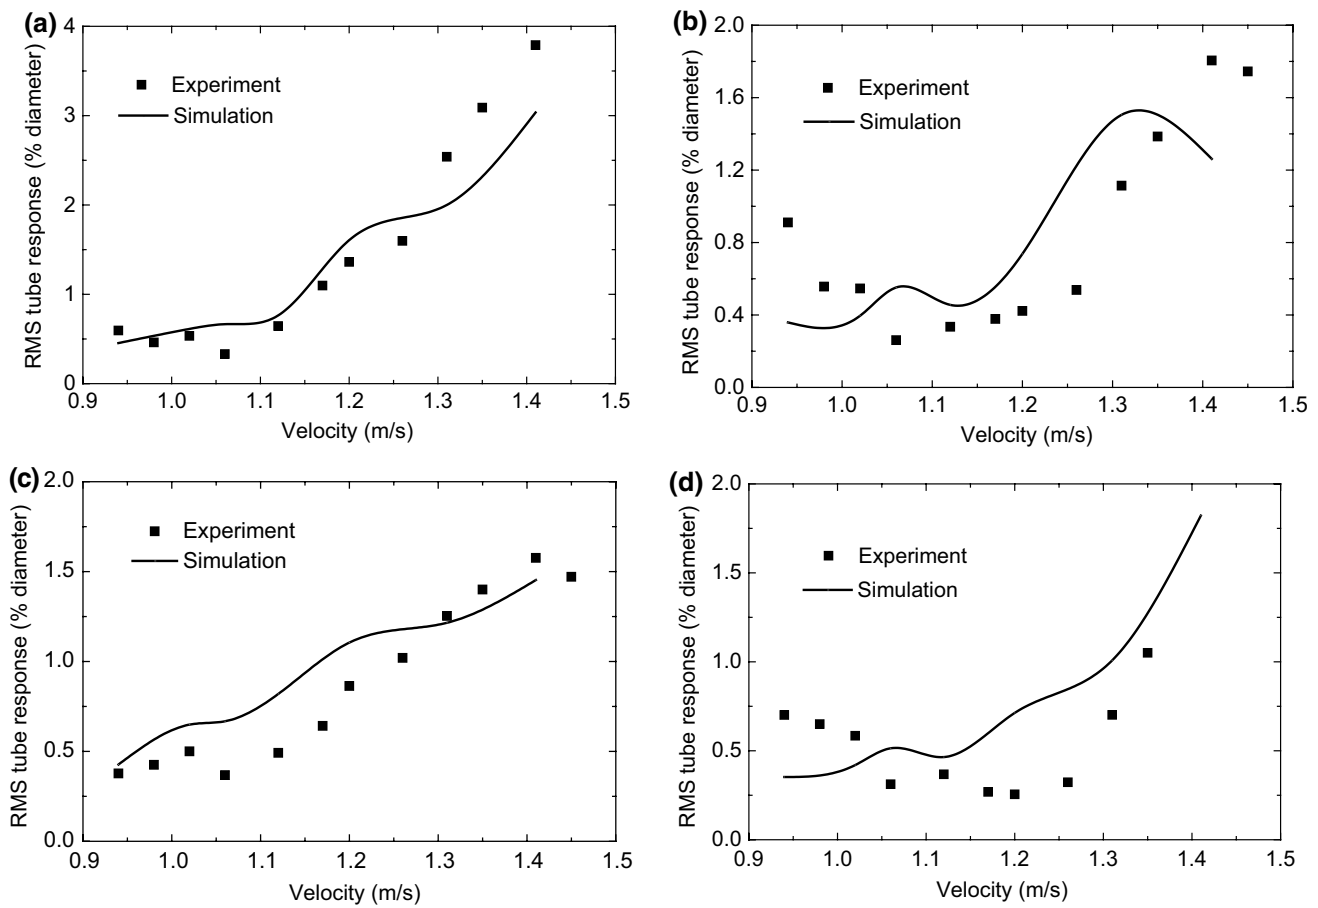 (a)
4
3
2
1
0
RMS tube response (% diameter)
Experiment
Simulation
0.9 1.0 1.1 1.2 1.3 1.4 1.5
Velocity (m/s)
(b)
2.0
1.6
1.2
0.8
0.4
0.0
RMS tube response (% diameter)
Experiment
Simulation
0.9 1.0 1.1 1.2 1.3 1.4 1.5
Velocity (m/s)
(c)
2.0
1.5
1.0
0.5
0.0
RMS tube response (% diameter)
Experiment
Simulation
0.9 1.0 1.1 1.2 1.3 1.4 1.5
Velocity (m/s)
(d)
2.0
1.5
1.0
0.5
0.0
RMS tube response (% diameter)
Experiment
Simulation
0.9 1.0 1.1 1.2 1.3 1.4 1.5
Velocity (m/s)